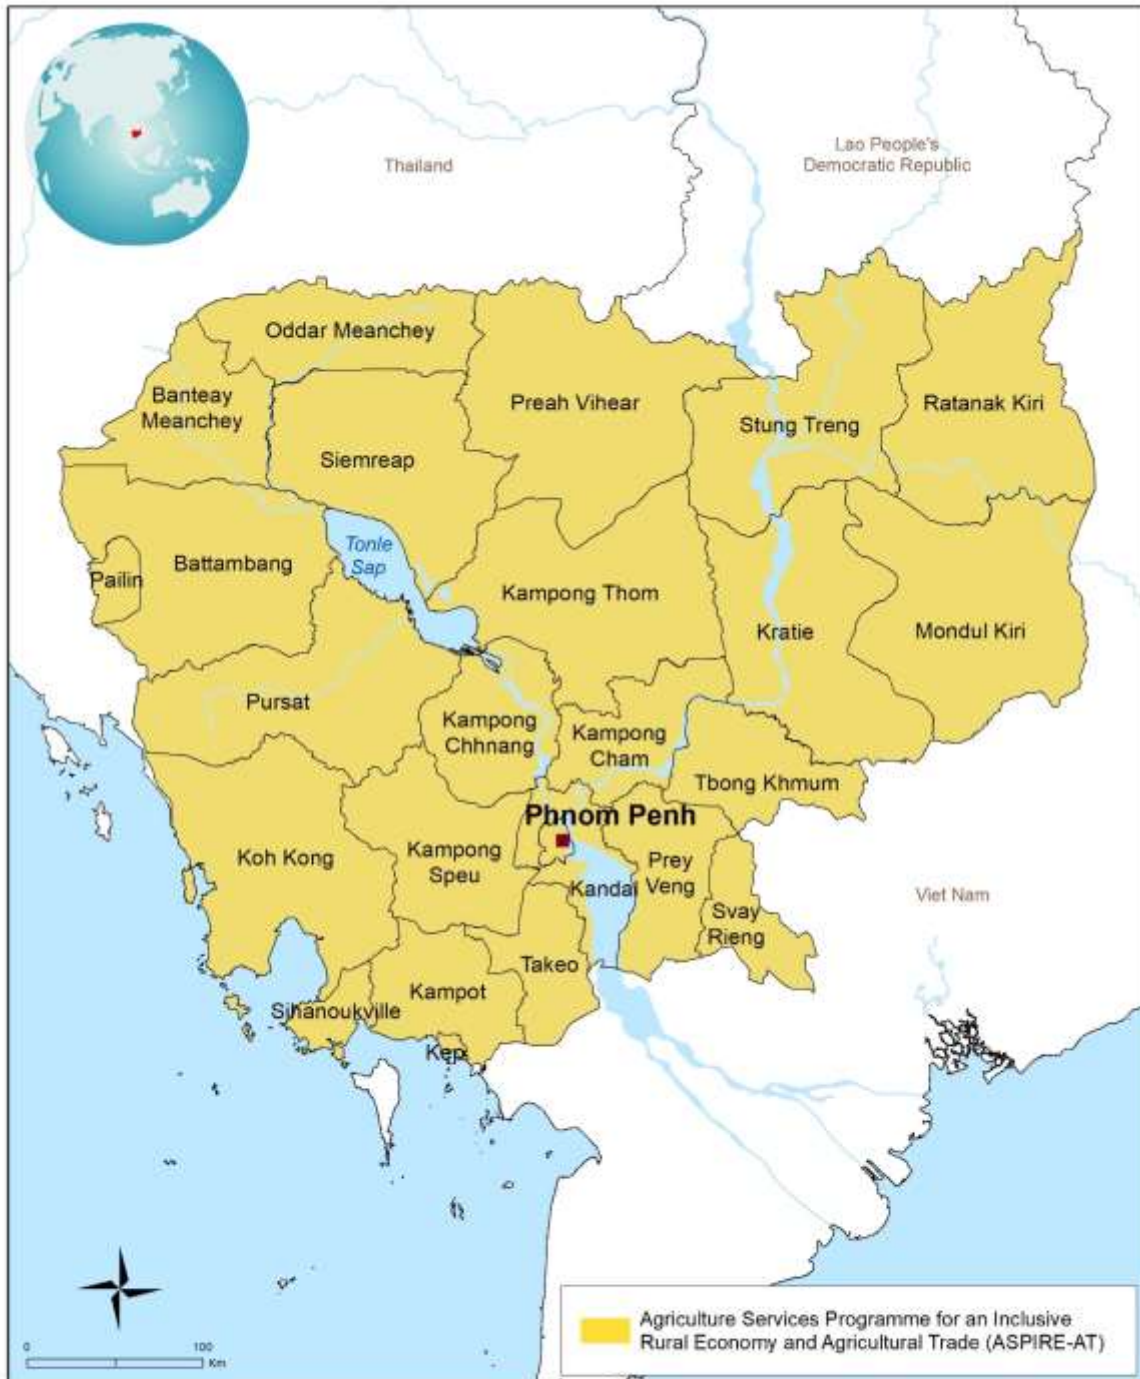 Thailand
Lao People's
Democratic Republic
Oddar Meanchey
Banteay
Meanchey
Preah Vihear
Ratanak Kiri
Stung Treng
Siemreap
Tonle
Sap
Battambang
Pailin
Kampong Thom
Kratie
Mondul Kiri
Pursat
Kampong
Chhnang
Kampong
Cham
Tbong Khmum
Phnom Penh
Koh Kong
Kampong
Speu
Prey
Veng
Kandal
Svay
Rieng
Viet Nam
Takeo
Kampot
Sihanoukville
Kep
0 100
Km
Agriculture Services Programme for an Inclusive
Rural Economy and Agricultural Trade (ASPIRE-AT)